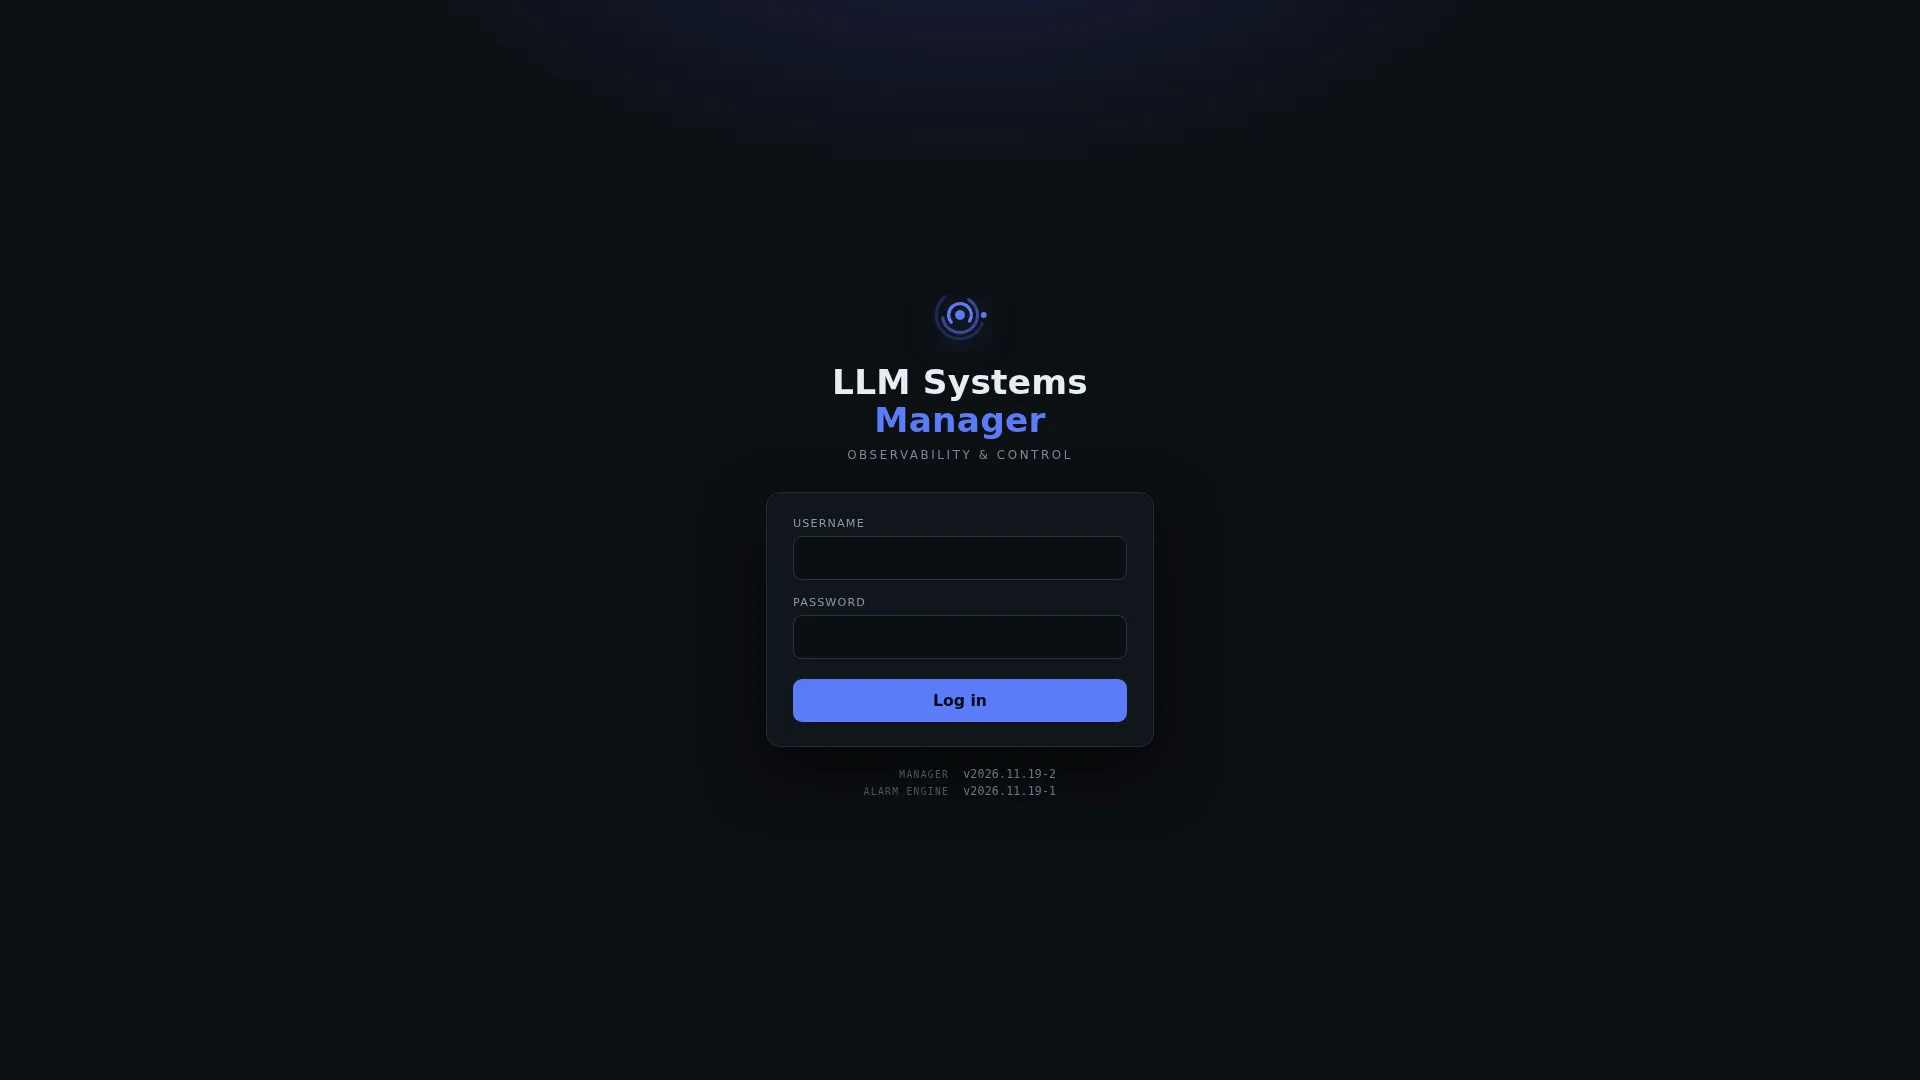 LLM Systems
Manager
OBSERVABILITY & CONTROL
USERNAME
PASSWORD
Log in
MANAGER v2026.11.19-2
ALARM ENGINE v2026.11.19-1